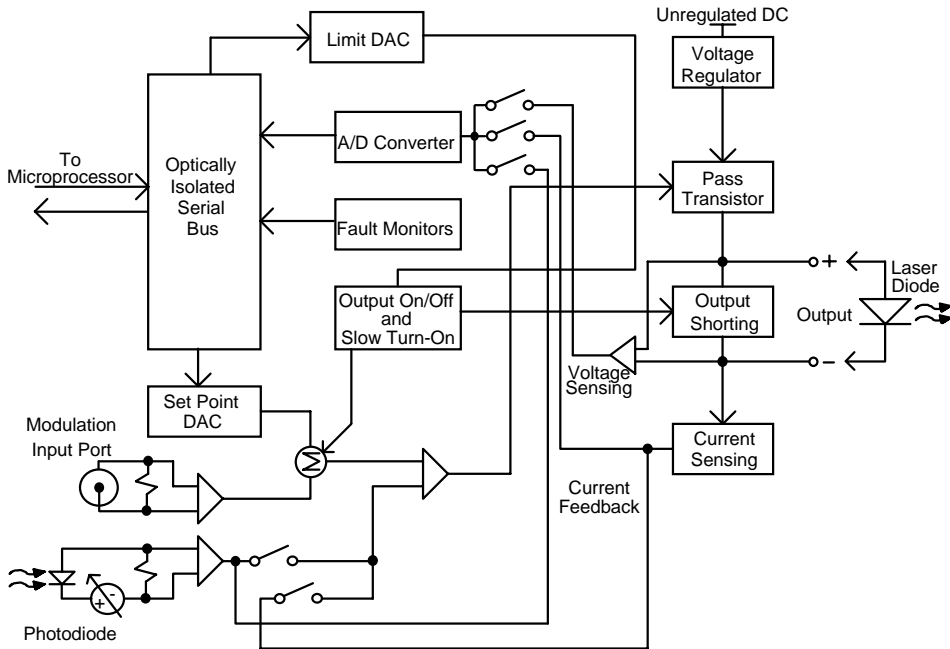 Unregulated DC
Limit DAC
Voltage
Regulator
To
Microprocessor
Optically
Isolated
Serial
Bus
A/D Converter
Pass
Transistor
Fault Monitors
Output On/Off
and
Slow Turn-On
Output
Shorting
+
-
Output
Laser
Diode
Voltage
Sensing
Set Point
DAC
Modulation
Input Port
Σ
Current
Sensing
Current
Feedback
+ -
Photodiode